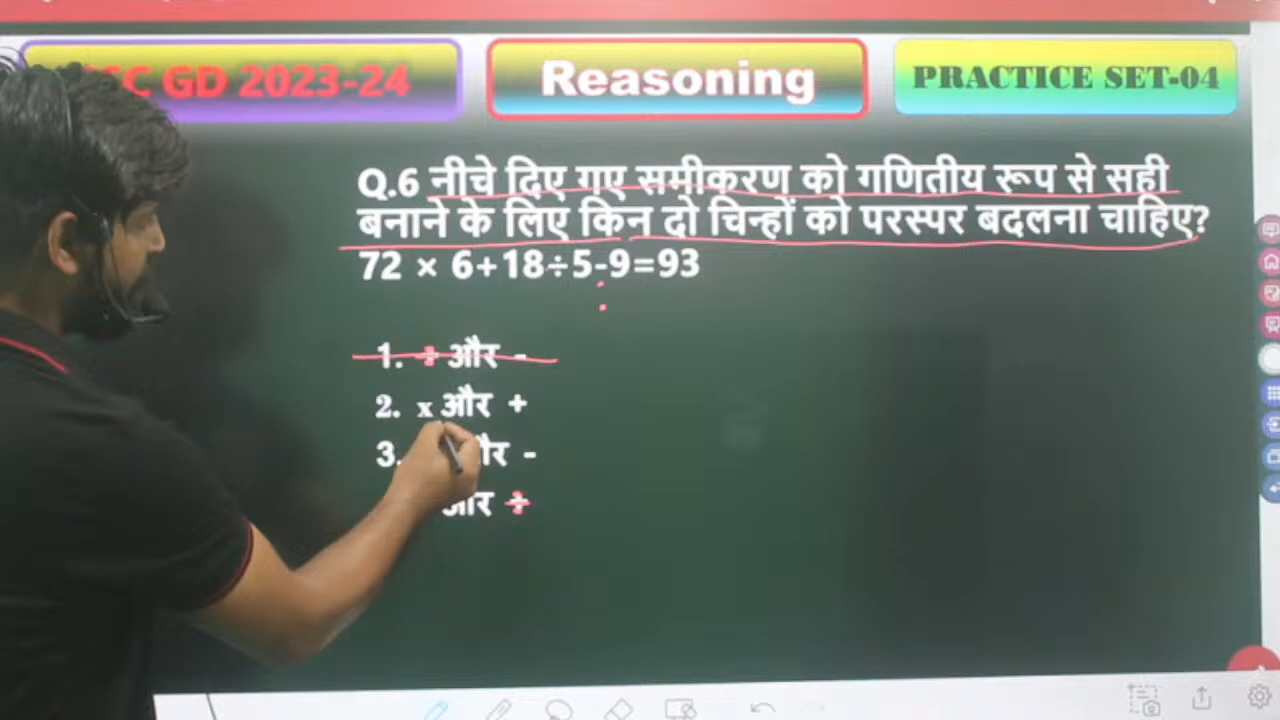 GD 2023-24
Reasoning
PRACTICE SET-04
Q.6 नीचे दिए गए समीकरण को गणितीय रूप से सही
बनाने के लिए किन दो चिन्हों को परस्पर बदलना चाहिए?
72 × 6+18÷5-9=93
1. ÷ और -
2. x और +
3. -
और ÷